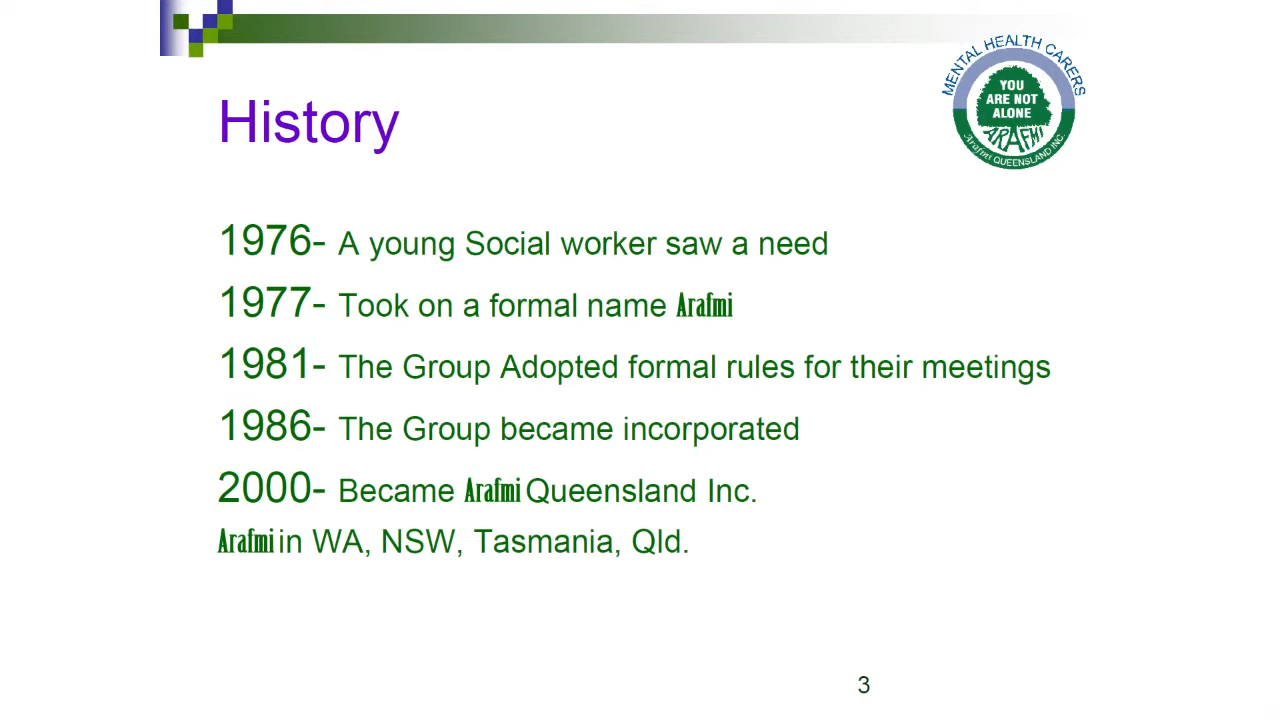 MENTAL HEALTH CARERS
YOU
ARE NOT
ALONE
ARAFMI
Arafmi QUEENSLAND INC.
History
1976- A young Social worker saw a need
1977- Took on a formal name Arafmi
1981- The Group Adopted formal rules for their meetings
1986- The Group became incorporated
2000- Became Arafmi Queensland Inc.
Arafmi in WA, NSW, Tasmania, Qld.
3